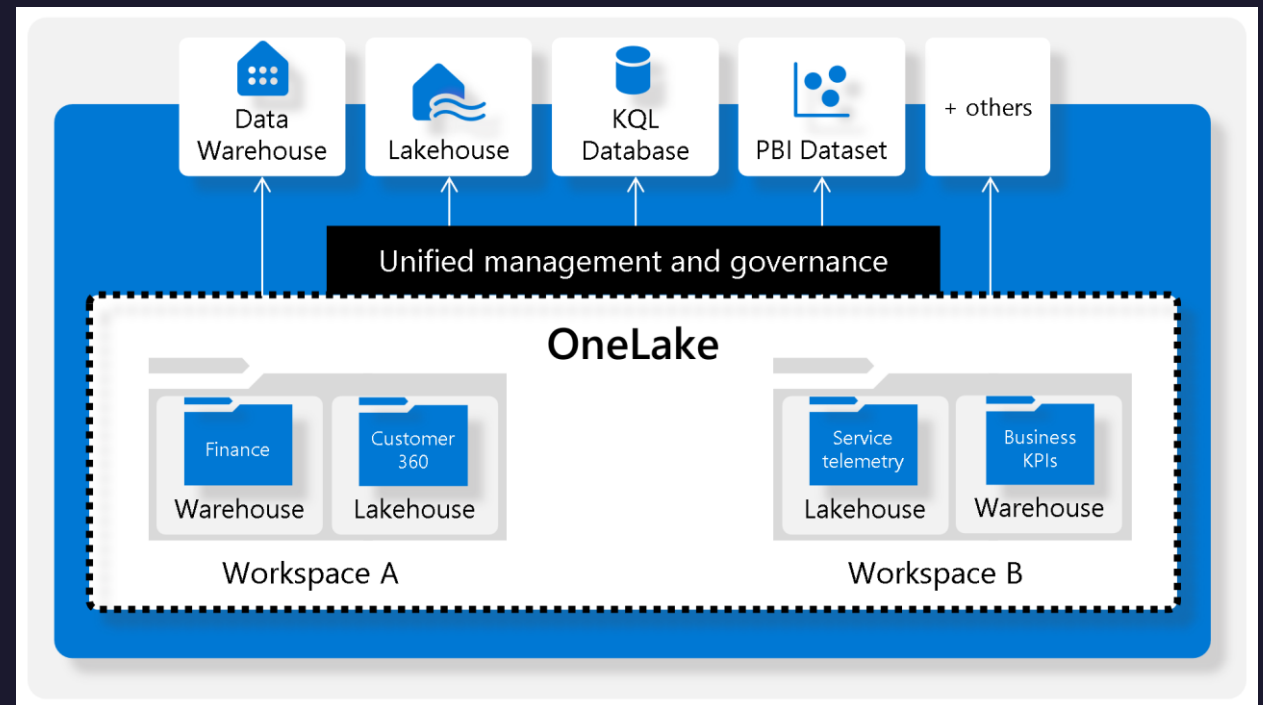 Data
Warehouse
Lakehouse
KQL
Database
PBI Dataset
+ others
Unified management and governance
OneLake
Finance
Warehouse
Customer
360
Lakehouse
Workspace A
Service
telemetry
Lakehouse
Business
KPIs
Warehouse
Workspace B